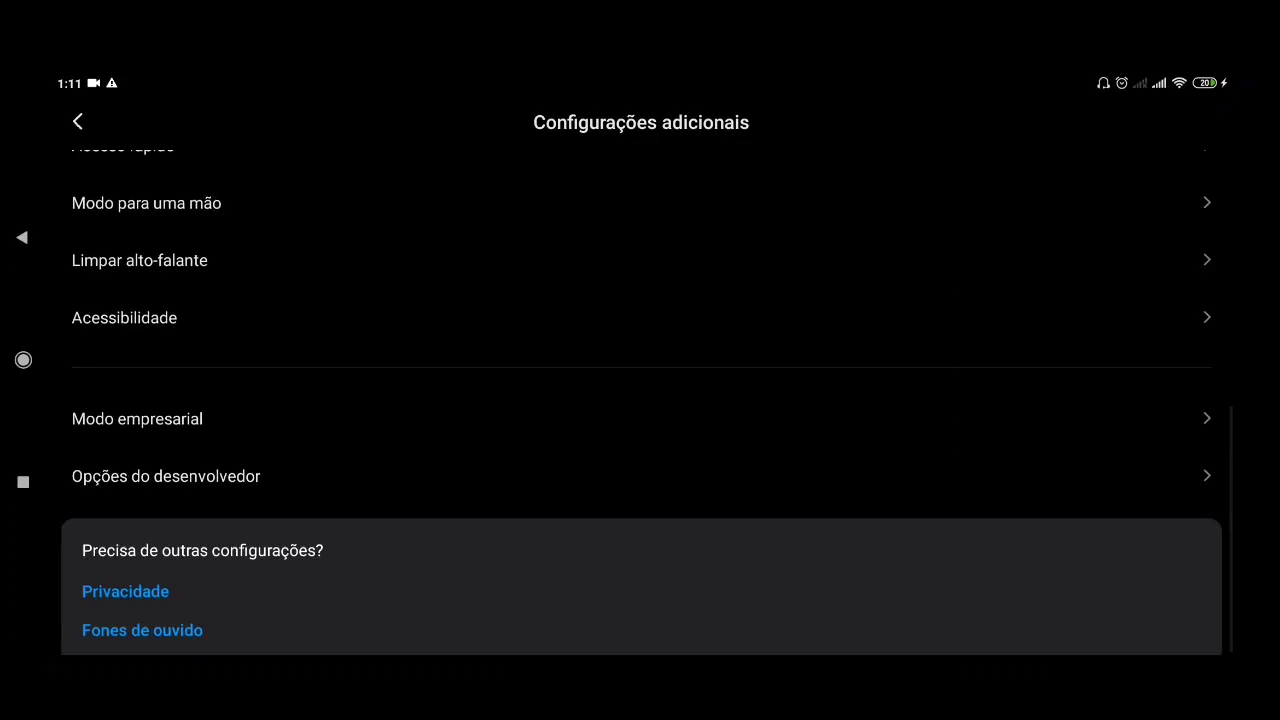 1:11
20
Configurações adicionais
Modo para uma mão
Limpar alto-falante
Acessibilidade
Modo empresarial
Opções do desenvolvedor
Precisa de outras configurações?
Privacidade
Fones de ouvido